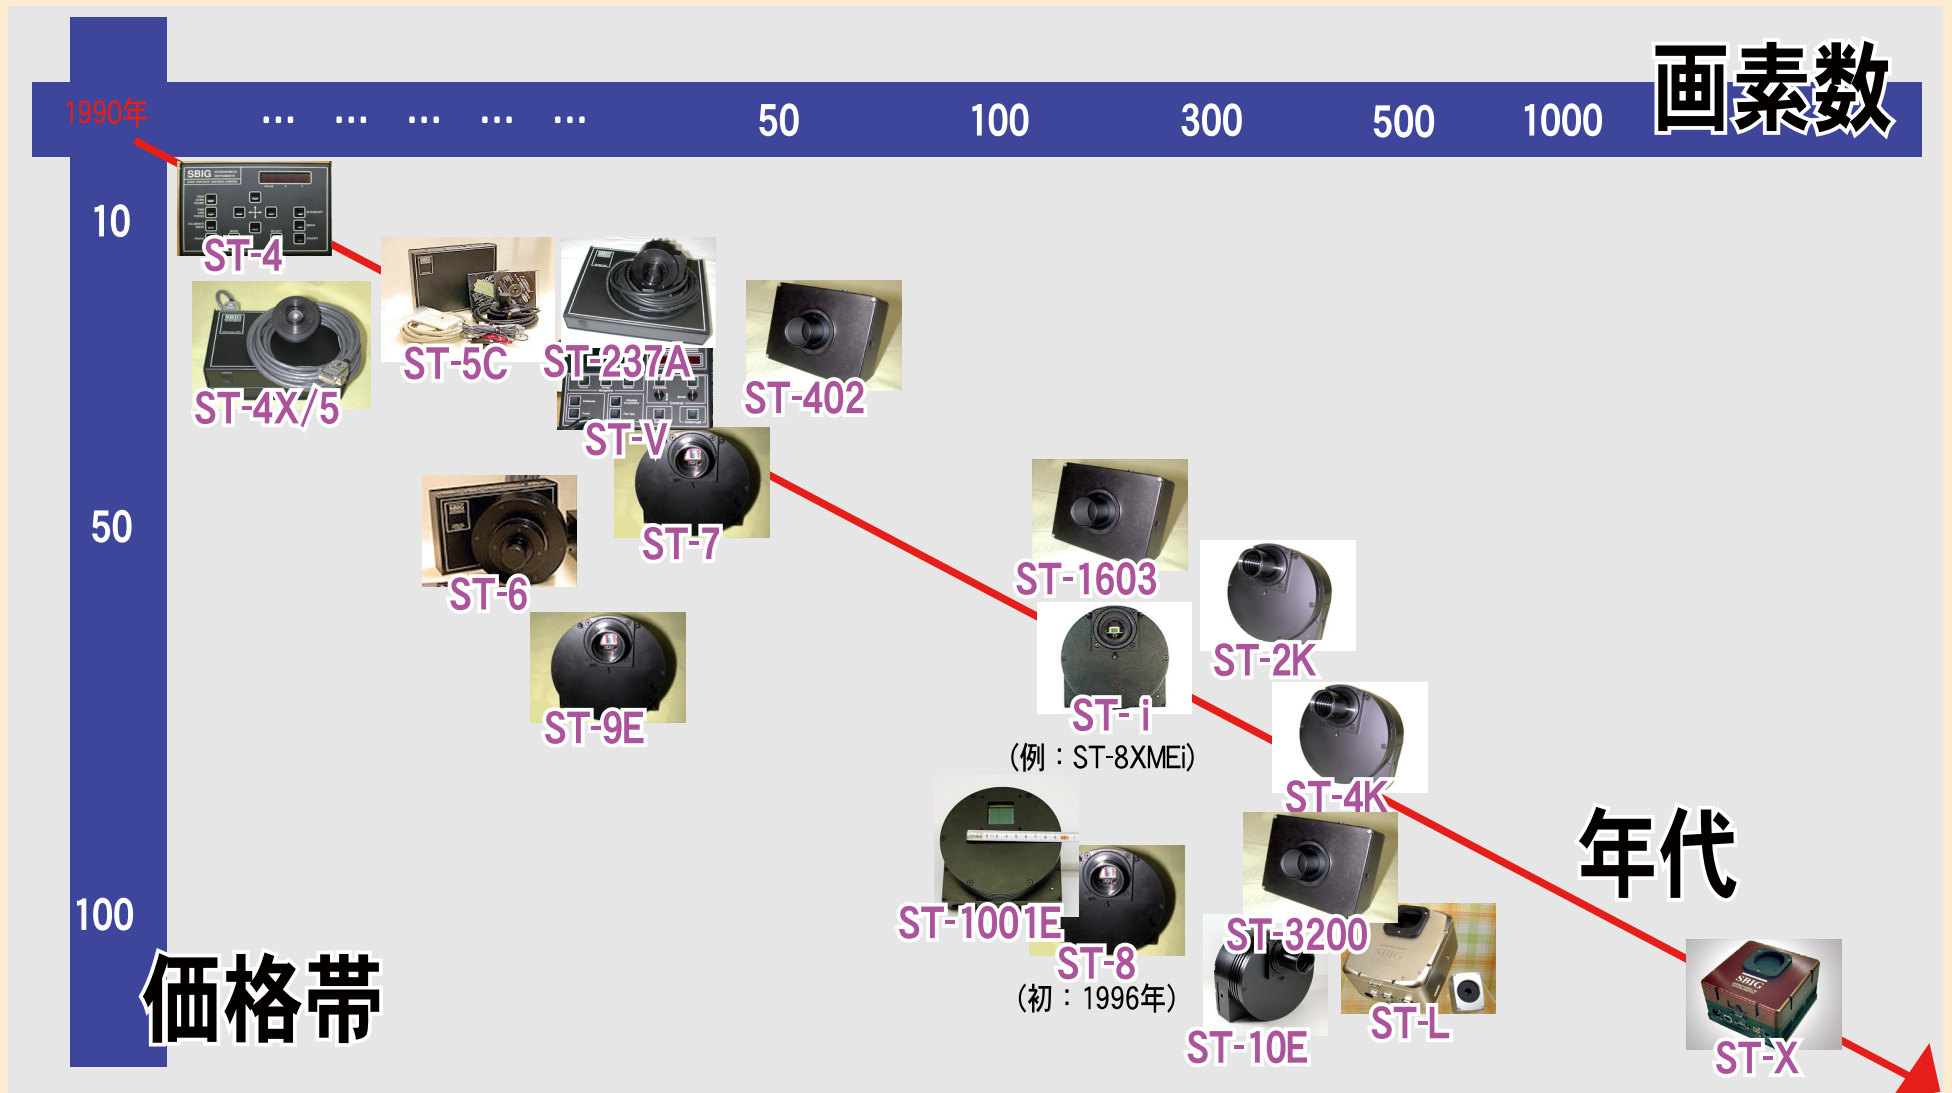 画素数
1990年 … … … … … 50 100 300 500 1000
10
50
100
価格帯
年代
SBIG
ST-4
ST-5C
ST-237A
ST-402
ST-4X/5
ST-V
ST-7
ST-6
ST-1603
ST-9E
ST-2K
ST- i
(例：ST-8XMEi)
ST-4K
ST-1001E
ST-8
(初：1996年)
ST-3200
ST-10E
SBIG
ST-L
SBIG
ST-X